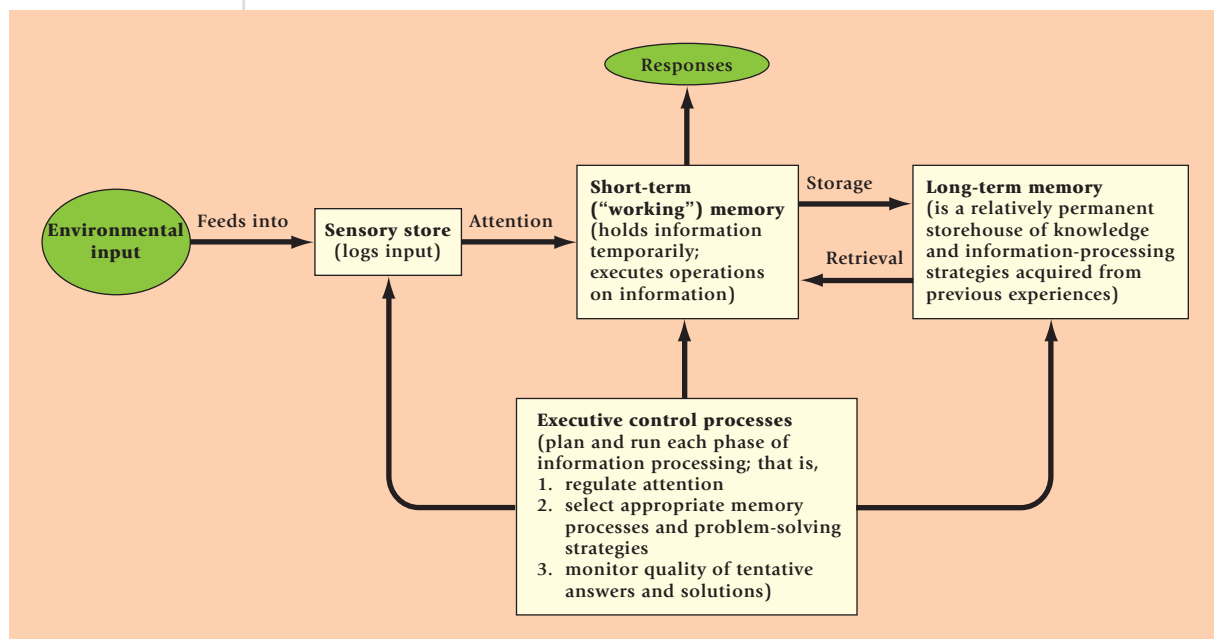 Responses
Environmental
input
Feeds into
Sensory store
(logs input)
Attention
Short-term
(“working”) memory
(holds information
temporarily;
executes operations
on information)
Storage
Retrieval
Long-term memory
(is a relatively permanent
storehouse of knowledge
and information-processing
strategies acquired from
previous experiences)
Executive control processes
(plan and run each phase of
information processing; that is,
1. regulate attention
2. select appropriate memory
processes and problem-solving
strategies
3. monitor quality of tentative
answers and solutions)